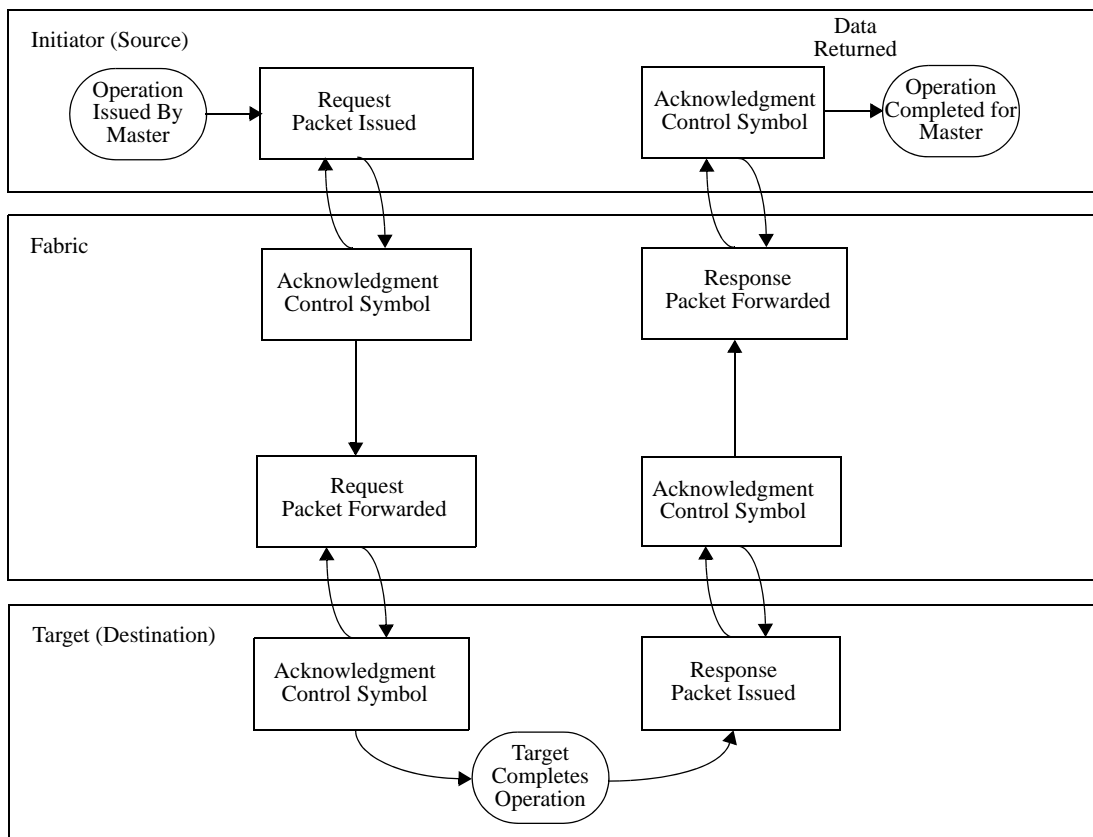 Initiator (Source)
Data
Returned
Operation
Issued By
Master
Request
Packet Issued
Acknowledgment
Control Symbol
Operation
Completed for
Master
Fabric
Acknowledgment
Control Symbol
Response
Packet Forwarded
Request
Packet Forwarded
Acknowledgment
Control Symbol
Target (Destination)
Acknowledgment
Control Symbol
Response
Packet Issued
Target
Completes
Operation